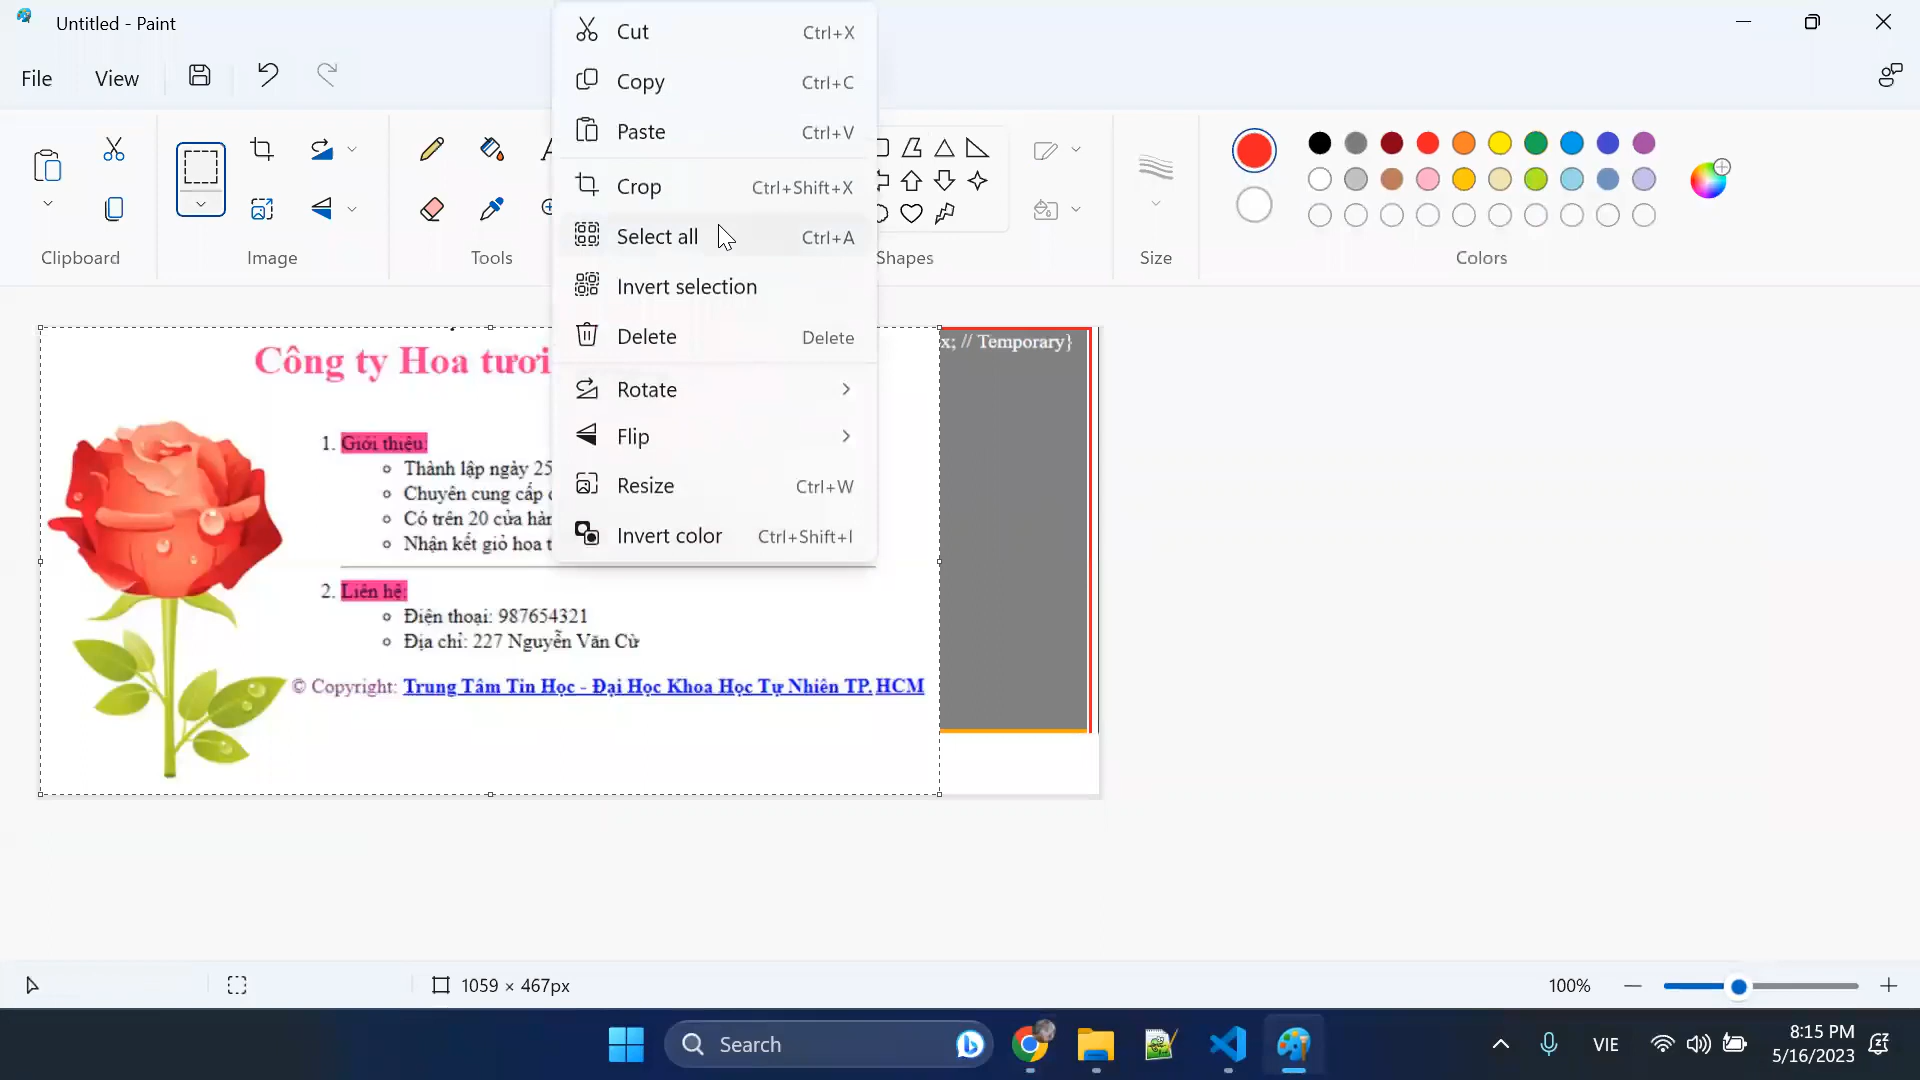 Untitled - Paint
File
View
Clipboard
Image
Tools
Shapes
Size
Colors
Cut Ctrl+X
Copy Ctrl+C
Paste Ctrl+V
Crop Ctrl+Shift+X
Select all Ctrl+A
Invert selection
Delete Delete
Rotate
Flip
Resize Ctrl+W
Invert color Ctrl+Shift+I
x; // Temporary}
Công ty Hoa tươi
1. Giới thiệu:
Thành lập ngày 25
Chuyên cung cấp
Có trên 20 cửa hàn
Nhận kết giỏ hoa t
2. Liên hệ:
Điện thoại: 987654321
Địa chỉ: 227 Nguyễn Văn Cừ
© Copyright: Trung Tâm Tin Học - Đại Học Khoa Học Tự Nhiên TP.HCM
1059 × 467px
100%
Search
VIE
8:15 PM
5/16/2023